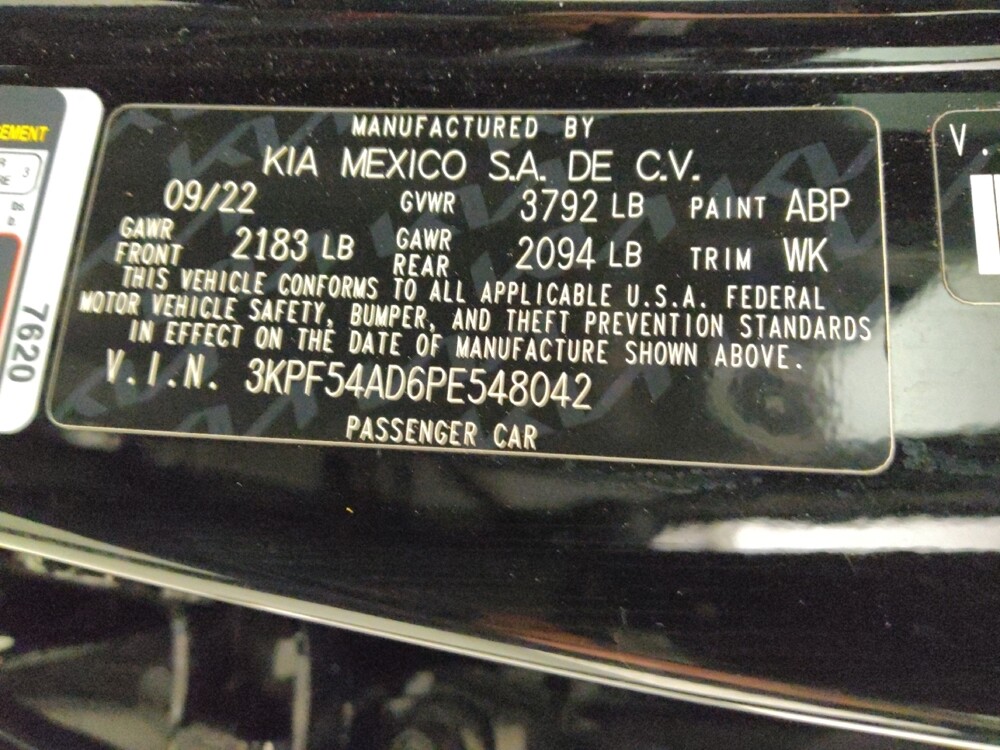 MANUFACTURED BY
KIA MEXICO S.A. DE C.V.
09/22 GVWR 3792 LB PAINT ABP
GAWR FRONT 2183 LB GAWR REAR 2094 LB TRIM WK
THIS VEHICLE CONFORMS TO ALL APPLICABLE U.S.A. FEDERAL
MOTOR VEHICLE SAFETY, BUMPER, AND THEFT PREVENTION STANDARDS
IN EFFECT ON THE DATE OF MANUFACTURE SHOWN ABOVE.
V.I.N. 3KPF54AD6PE548042
PASSENGER CAR
EMENT
3
7620
V.